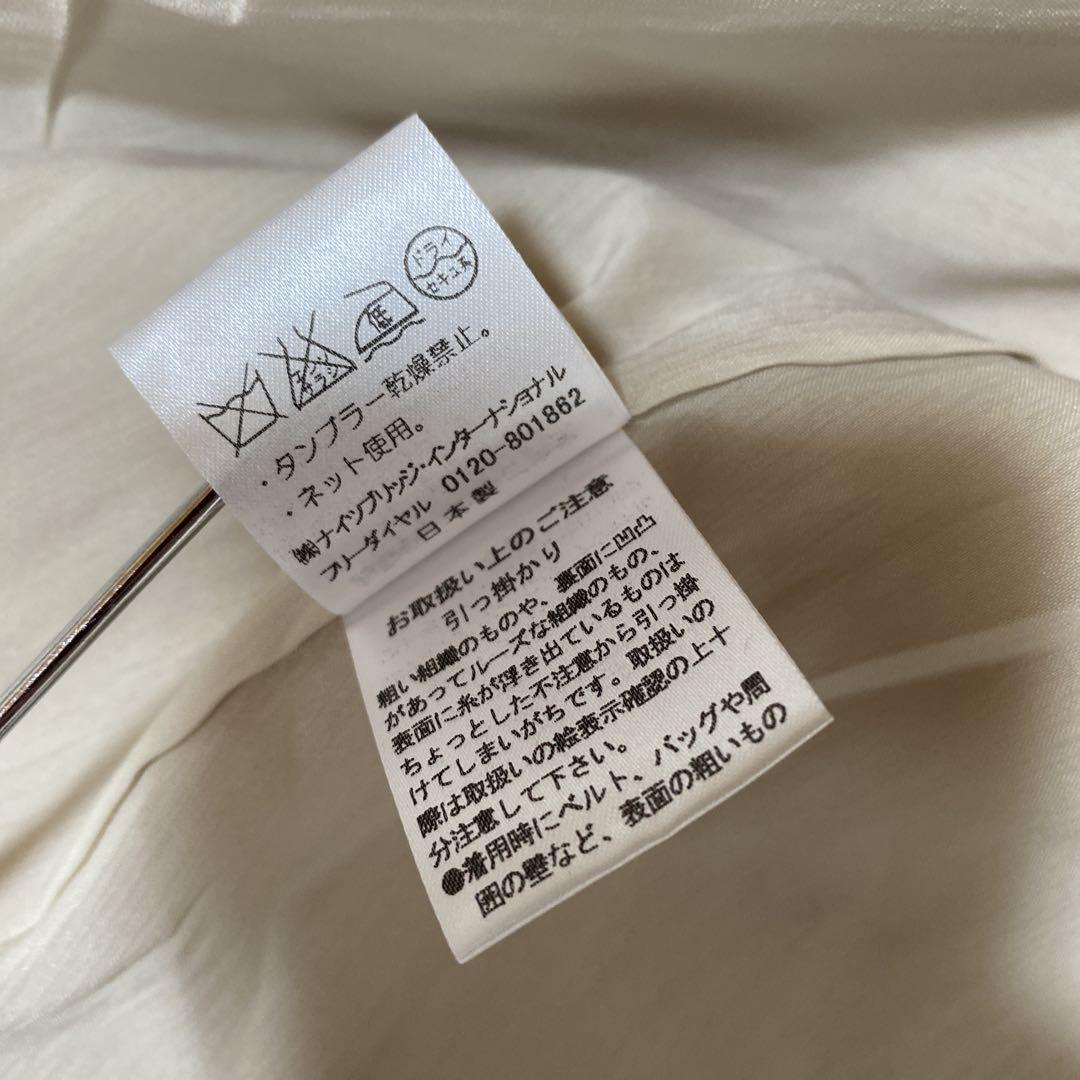 エンソサラシ
低
ドライ
セキユ系
・タンブラー乾燥禁止。
・ネット使用。
㈱ナイツブリッジ・インターナショナル
フリーダイヤル 0120-801862
日本製
お取扱い上のご注意
引っ掛かり
粗い組織のものや、裏面に凹凸
があってルーズな組織のもの、
表面に糸が浮き出ているものは
ちょっとした不注意から引っ掛
けてしまいがちです。取扱いの
際は取扱いの絵表示確認の上十
分注意して下さい。
●着用時にベルト、バッグや周
囲の壁など、表面の粗いもの